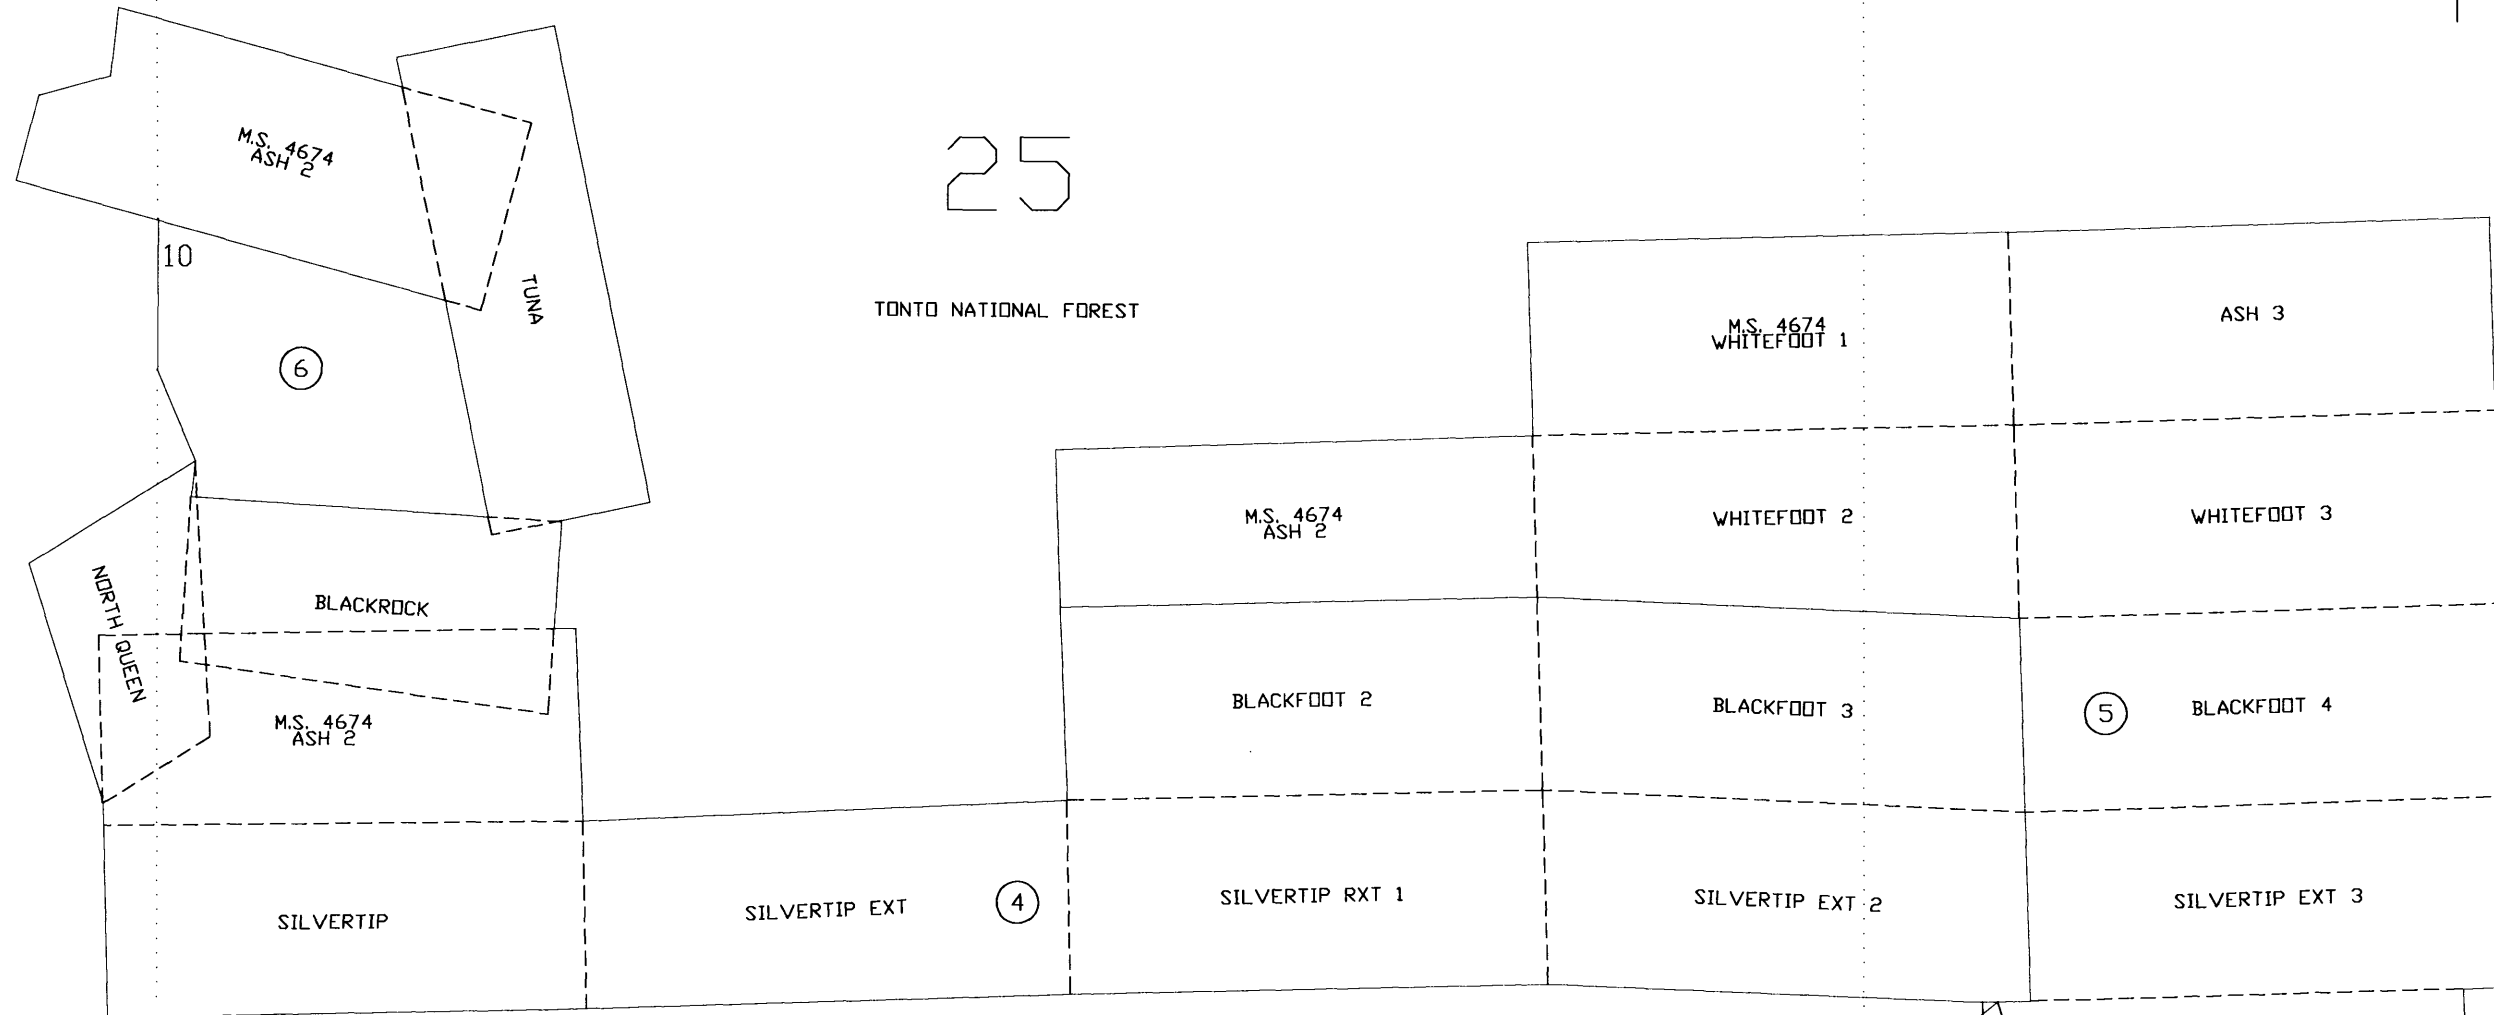 M.S. 4674
ASH 2
25
10
TUNA
TONTO NATIONAL FOREST
M.S. 4674
WHITEFOOT 1
ASH 3
6
M.S. 4674
ASH 2
WHITEFOOT 2
WHITEFOOT 3
NORTH QUEEN
BLACKROCK
M.S. 4674
ASH 2
BLACKFOOT 2
BLACKFOOT 3
5
BLACKFOOT 4
SILVERTIP
SILVERTIP EXT
4
SILVERTIP RXT 1
SILVERTIP EXT 2
SILVERTIP EXT 3